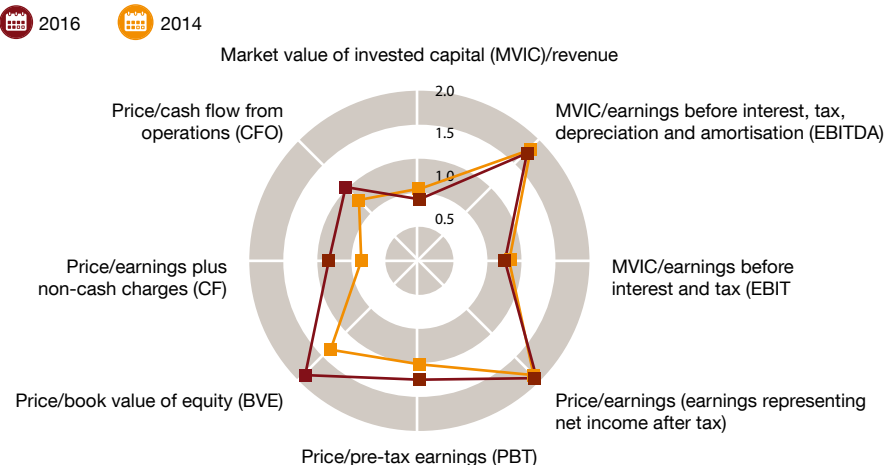 2016
2014
Market value of invested capital (MVIC)/revenue
2.0
Price/cash flow from
operations (CFO)
MVIC/earnings before interest, tax,
depreciation and amortisation (EBITDA)
1.5
1.0
0.5
Price/earnings plus
non-cash charges (CF)
MVIC/earnings before
interest and tax (EBIT
Price/book value of equity (BVE)
Price/earnings (earnings representing
net income after tax)
Price/pre-tax earnings (PBT)